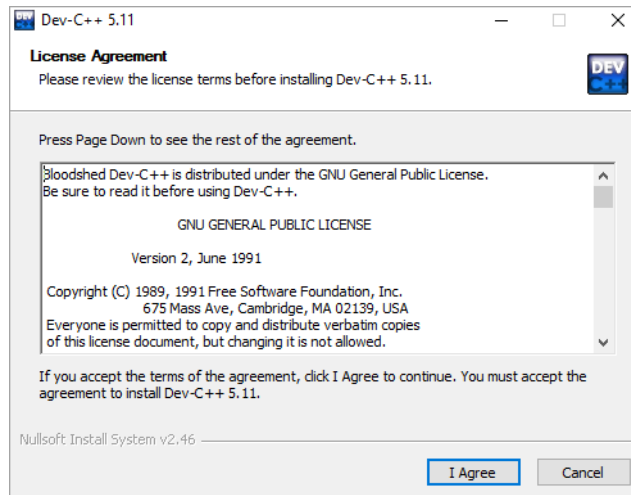 Dev-C++ 5.11
License Agreement
Please review the license terms before installing Dev-C++ 5.11.
DEV
C++
Press Page Down to see the rest of the agreement.
Bloodshed Dev-C++ is distributed under the GNU General Public License.
Be sure to read it before using Dev-C++.
GNU GENERAL PUBLIC LICENSE
Version 2, June 1991
Copyright (C) 1989, 1991 Free Software Foundation, Inc.
675 Mass Ave, Cambridge, MA 02139, USA
Everyone is permitted to copy and distribute verbatim copies
of this license document, but changing it is not allowed.
If you accept the terms of the agreement, click I Agree to continue. You must accept the
agreement to install Dev-C++ 5.11.
Nullsoft Install System v2.46
I Agree
Cancel